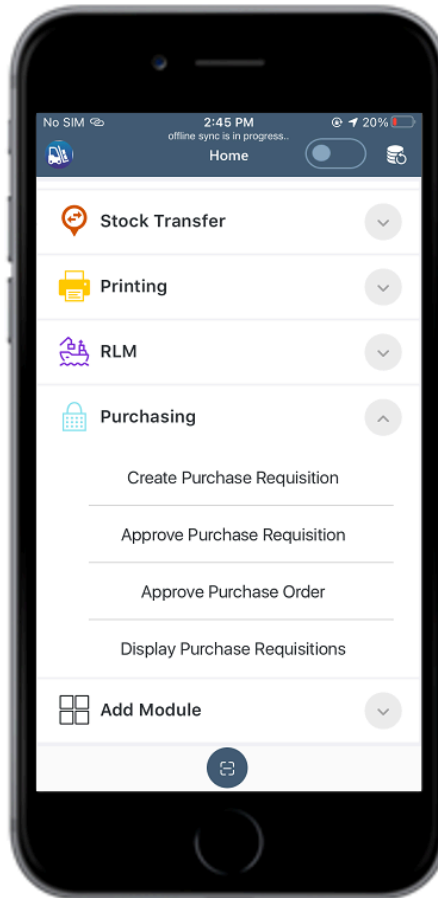 No SIM 2:45 PM 20%
offline sync is in progress..
Home
Stock Transfer
Printing
RLM
Purchasing
Create Purchase Requisition
Approve Purchase Requisition
Approve Purchase Order
Display Purchase Requisitions
Add Module